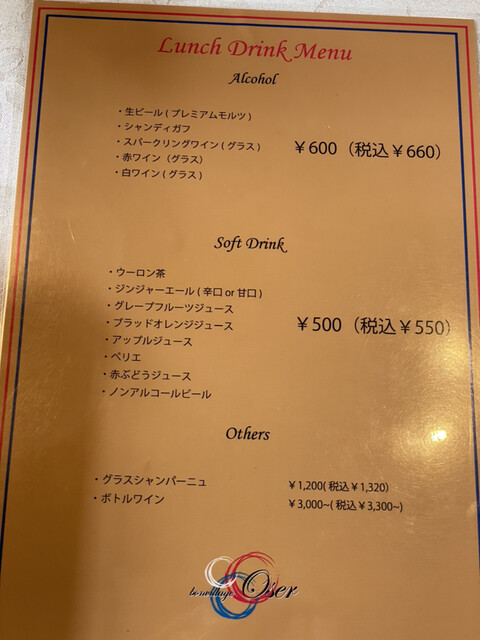 Lunch Drink Menu
Alcohol
・生ビール ( プレミアムモルツ )
・シャンディガフ
・スパークリングワイン ( グラス )
・赤ワイン（グラス）
・白ワイン ( グラス )
￥600（税込￥660）
Soft Drink
・ウーロン茶
・ジンジャーエール ( 辛口 or 甘口 )
・グレープフルーツジュース
・ブラッドオレンジジュース
・アップルジュース
・ペリエ
・赤ぶどうジュース
・ノンアルコールビール
￥500（税込￥550）
Others
・グラスシャンパーニュ ￥1,200( 税込￥1,320）
・ボトルワイン ￥3,000~( 税込￥3,300~)
Oser